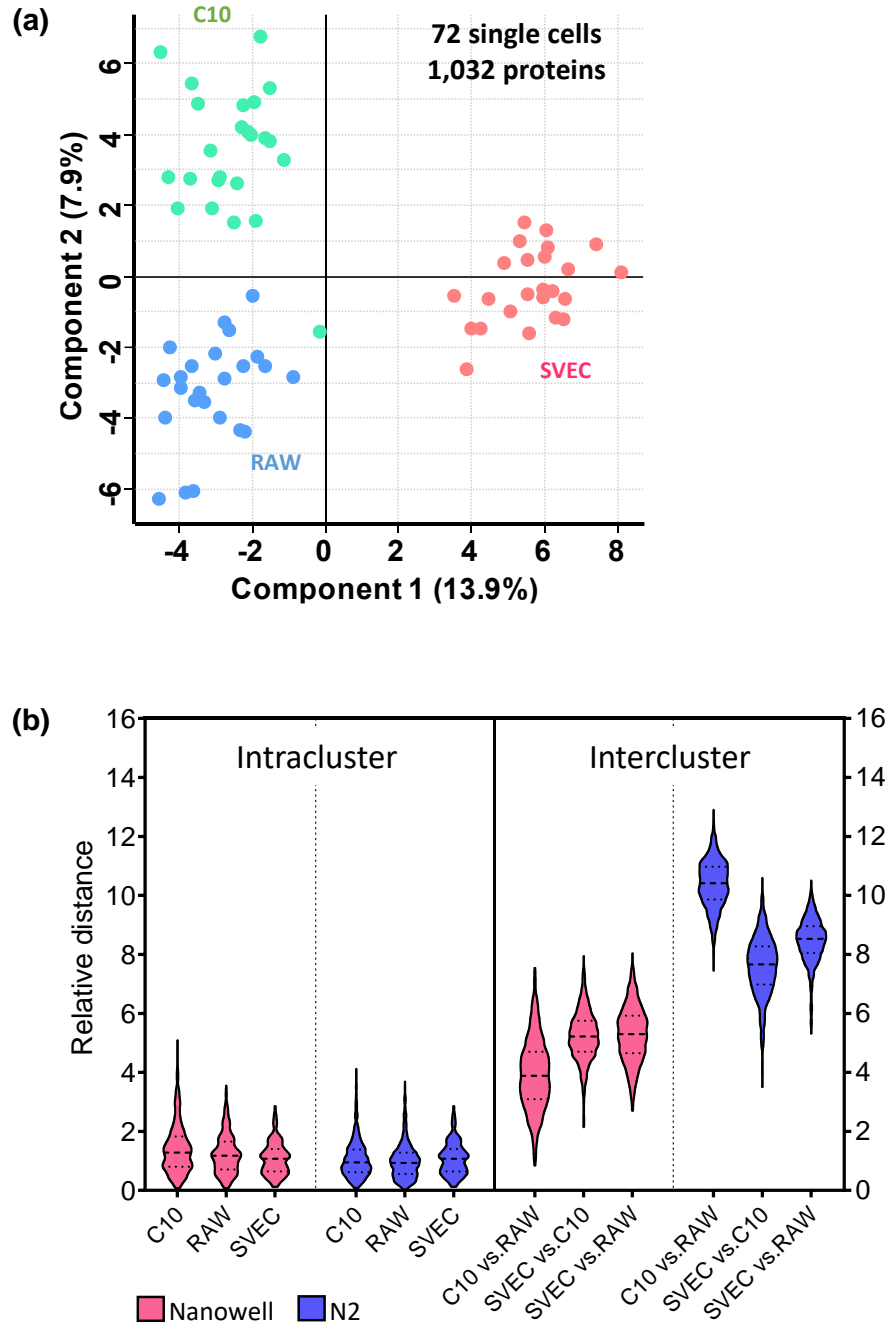 (a)
C10
72 single cells
1,032 proteins
6
4
2
0
-2
-4
-6
Component 2 (7.9%)
SVEC
RAW
-4 -2 0 2 4 6 8
Component 1 (13.9%)
(b)
16 16
14 14
12 12
10 10
8 8
6 6
4 4
2 2
0 0
Relative distance
Intracluster
Intercluster
C10
RAW
SVEC
C10
RAW
SVEC
C10 vs.RAW
SVEC vs.C10
SVEC vs.RAW
C10 vs.RAW
SVEC vs.C10
SVEC vs.RAW
Nanowell N2